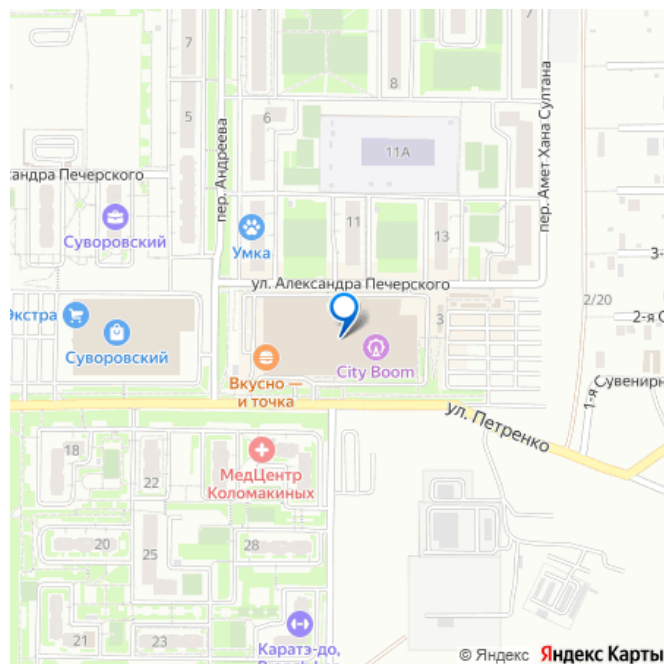 7
7
8
5
6
11А
пер. Амет Хана Султана
пер. Андреева
андра Печерского
Суворовский
Умка
11
13
3-я
ул. Александра Печерского
2/20
2-я С
Экстра
Суворовский
3
City Boom
Вкусно —
и точка
1-я Сувенирн
ул. Петренко
18
МедЦентр
Коломакиных
22
20
25
28
21
23
Каратэ-до,
© Яндекс Яндекс Карты